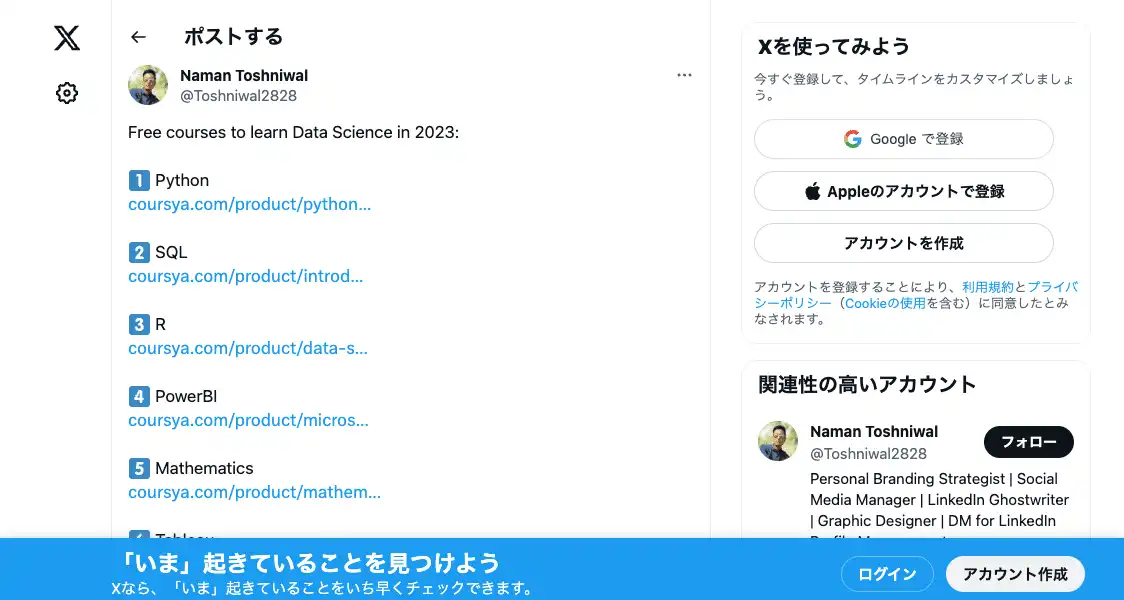 ポストする
Naman Toshniwal
@Toshniwal2828
Free courses to learn Data Science in 2023:
1 Python
coursya.com/product/python...
2 SQL
coursya.com/product/introd...
3 R
coursya.com/product/data-s...
4 PowerBI
coursya.com/product/micros...
5 Mathematics
coursya.com/product/mathem...
Xを使ってみよう
今すぐ登録して、タイムラインをカスタマイズしましょ
う。
Google で登録
Appleのアカウントで登録
アカウントを作成
アカウントを登録することにより、利用規約とプライバ
シーポリシー（Cookieの使用を含む）に同意したとみ
なされます。
関連性の高いアカウント
Naman Toshniwal
@Toshniwal2828
フォロー
Personal Branding Strategist | Social
Media Manager | LinkedIn Ghostwriter
| Graphic Designer | DM for LinkedIn
「いま」起きていることを見つけよう
Xなら、「いま」起きていることをいち早くチェックできます。
ログイン
アカウント作成